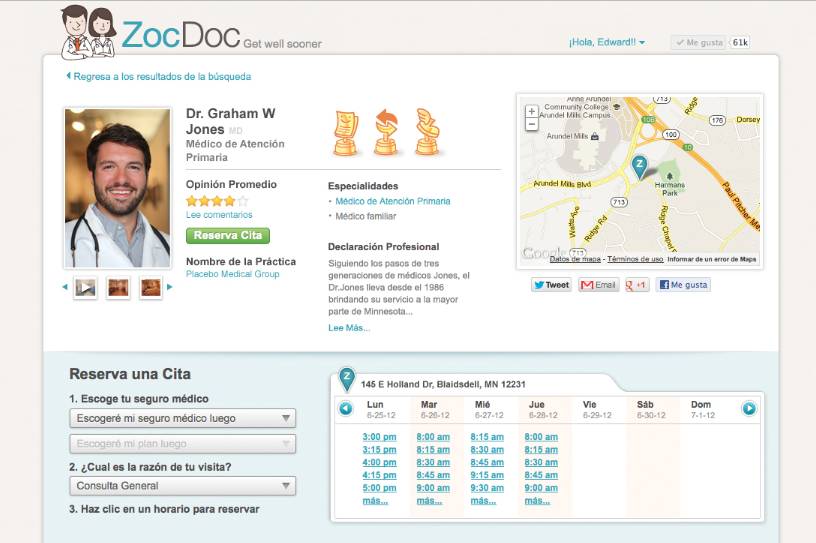 ZocDoc Get well sooner
¡Hola, Edward!!
Me gusta 61k
Regresa a los resultados de la búsqueda
Dr. Graham W
Jones MD
Médico de Atención
Primaria
Opinión Promedio
Lee comentarios
Reserva Cita
Nombre de la Práctica
Placebo Medical Group
Especialidades
Médico de Atención Primaria
Médico familiar
Declaración Profesional
Siguiendo los pasos de tres
generaciones de médicos Jones, el
Dr.Jones lleva desde el 1986
brindando su servicio a la mayor
parte de Minnesota...
Lee Más...
Anne Arundel
Community College
@Arundel Mills
Arundel Mills
Arundel Mills Blvd
Harmans
Park
713
10B
100
176
Dorsey
713
713
Ridge
Ridge Rd
Ridge Chapel
Paul Pitcher Me
Z
Google
Datos de mapa - Términos de uso Informar de un error de Maps
Tweet
Email
+1
Me gusta
Reserva una Cita
1. Escoge tu seguro médico
Escogeré mi seguro médico luego
Escogeré mi plan luego
2. ¿Cual es la razón de tu visita?
Consulta General
3. Haz clic en un horario para reservar
Z
145 E Holland Dr, Blaidsdell, MN 12231
Lun Mar Mié Jue Vie Sáb Dom
6-25-12 6-26-12 6-27-12 6-28-12 6-29-12 6-30-12 7-1-12
3:00 pm 8:00 am 8:15 am 8:00 am
3:15 pm 8:15 am 8:30 am 8:15 am
4:00 pm 8:30 am 8:45 am 8:30 am
4:15 pm 8:45 am 9:15 am 8:45 am
5:00 pm 9:00 am 9:30 am 9:00 am
más... más... más... más...